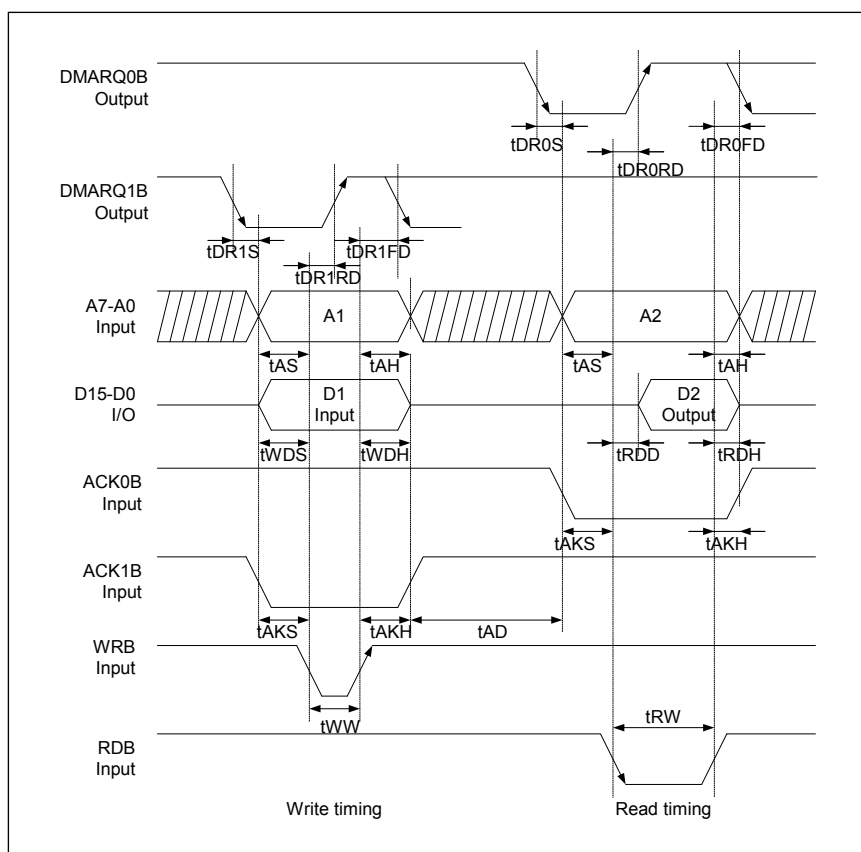 DMARQ0B
Output
tDR0S
tDR0FD
tDR0RD
DMARQ1B
Output
tDR1S
tDR1FD
tDR1RD
A7-A0
Input
A1
A2
tAS
tAH
tAS
tAH
D15-D0
I/O
D1
Input
D2
Output
tWDS
tWDH
tRDD
tRDH
ACK0B
Input
tAKS
tAKH
ACK1B
Input
tAKS
tAKH
tAD
WRB
Input
tWW
tRW
RDB
Input
Write timing
Read timing